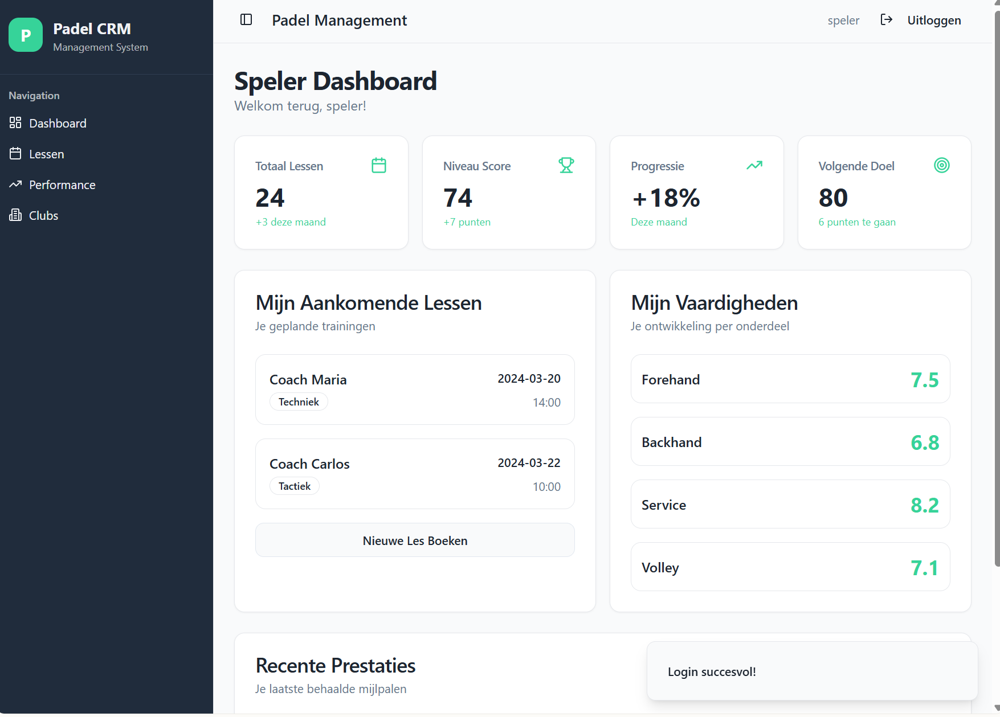 P
Padel CRM
Management System
Navigation
Dashboard
Lessen
Performance
Clubs
Padel Management
speler
Uitloggen
Speler Dashboard
Welkom terug, speler!
Totaal Lessen
24
+3 deze maand
Niveau Score
74
+7 punten
Progressie
+18%
Deze maand
Volgende Doel
80
6 punten te gaan
Mijn Aankomende Lessen
Je geplande trainingen
Coach Maria
2024-03-20
Techniek
14:00
Coach Carlos
2024-03-22
Tactiek
10:00
Nieuwe Les Boeken
Mijn Vaardigheden
Je ontwikkeling per onderdeel
Forehand 7.5
Backhand 6.8
Service 8.2
Volley 7.1
Recente Prestaties
Je laatste behaalde mijlpalen
Login succesvol!